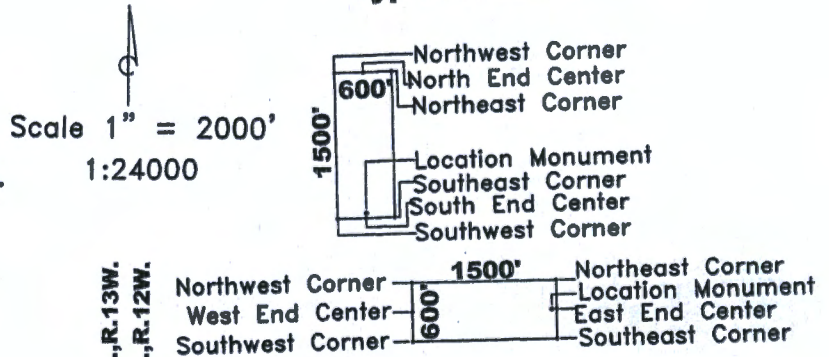 Scale 1" = 2000'
1:24000
Northwest Corner
North End Center
600'
Northeast Corner
1500'
Location Monument
Southeast Corner
South End Center
Southwest Corner
R.13W.
R.12W.
Northwest Corner
West End Center
Southwest Corner
1500'
600'
Northeast Corner
Location Monument
East End Center
Southeast Corner